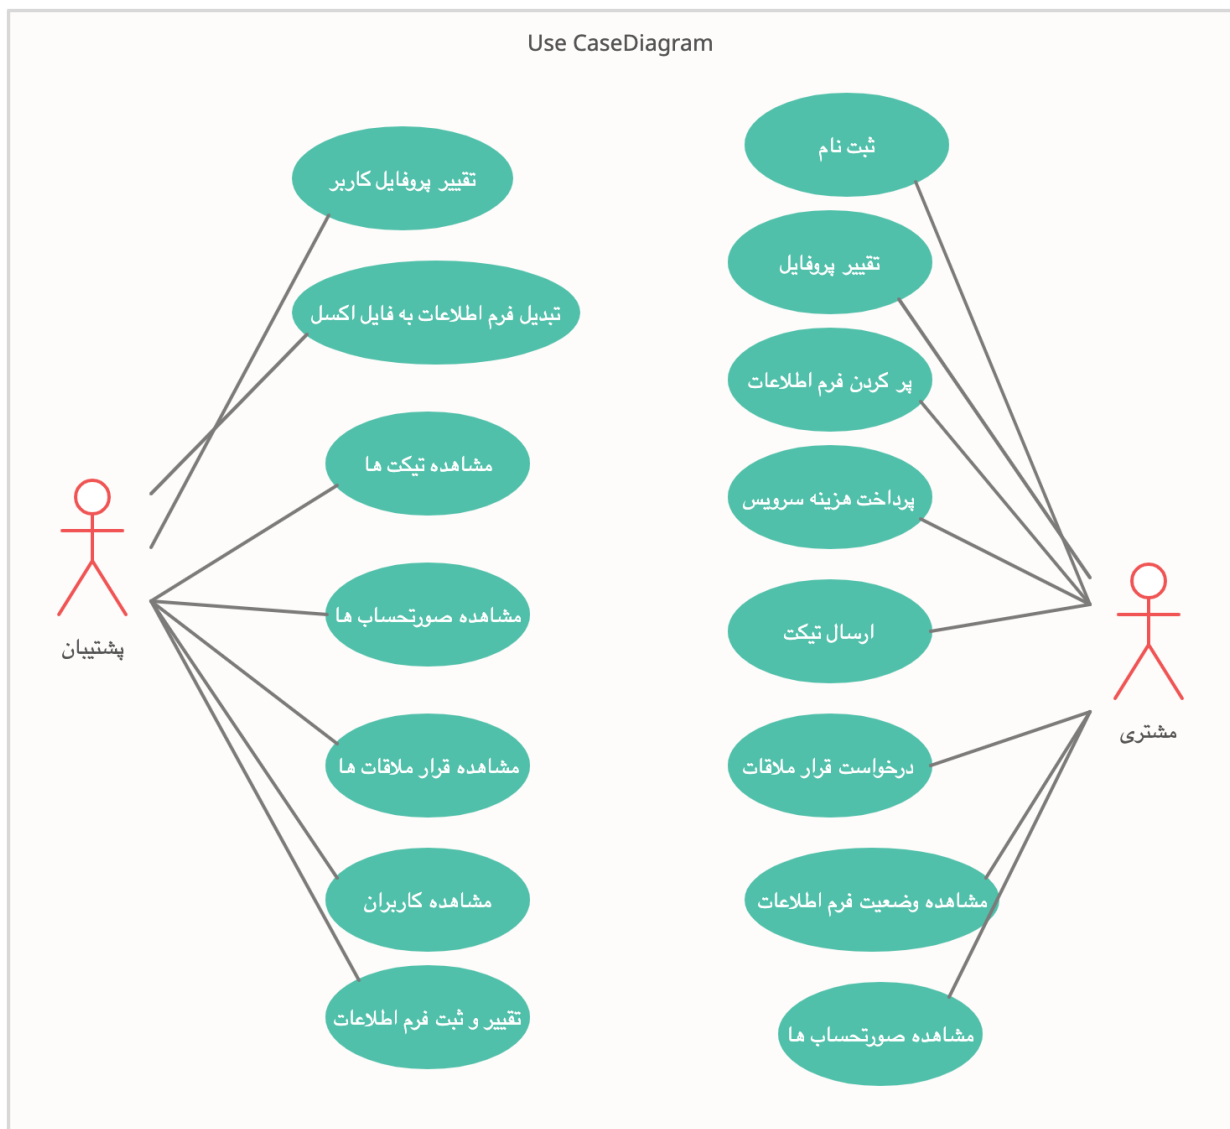 Use CaseDiagram
ثبت نام
تقییر پروفایل
پر کردن فرم اطلاعات
پرداخت هزینه سرویس
ارسال تیکت
درخواست قرار ملاقات
مشاهده وضعیت فرم اطلاعات
مشاهده صورتحساب ها
مشتری
تقییر پروفایل کاربر
تبدیل فرم اطلاعات به فایل اکسل
مشاهده تیکت ها
مشاهده صورتحساب ها
مشاهده قرار ملاقات ها
مشاهده کاربران
تقییر و ثبت فرم اطلاعات
پشتیبان